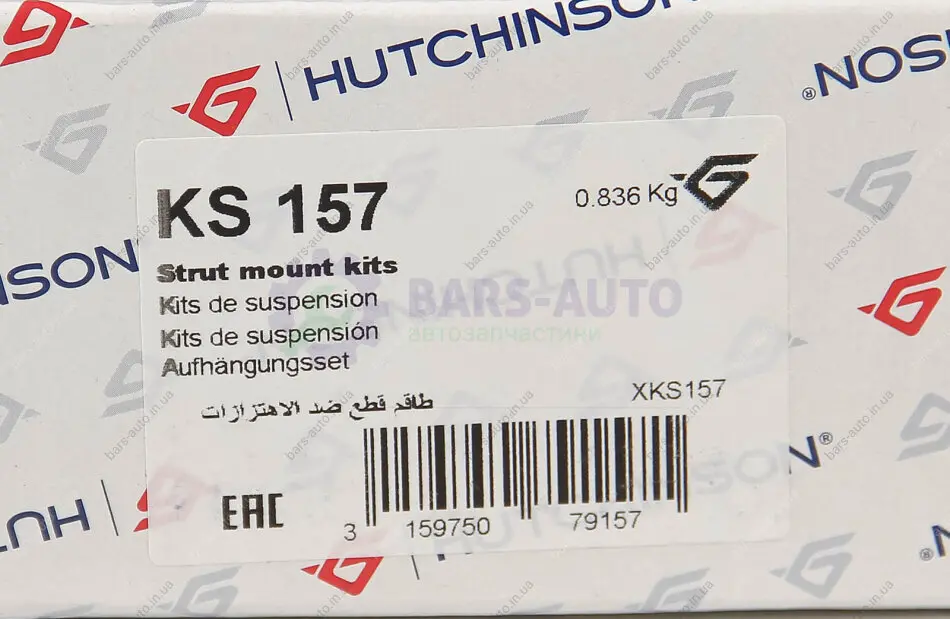 HUTCHINSON
NOSNI
KS 157
0.836 Kg
Strut mount kits
Kits de suspension
Kits de suspensión
Aufhängungsset
طاقم قطع ضد الاهتزازات
XKS157
EAC
3 159750 79157
BARS-AUTO
автозапчастини
bars-auto.in.ua